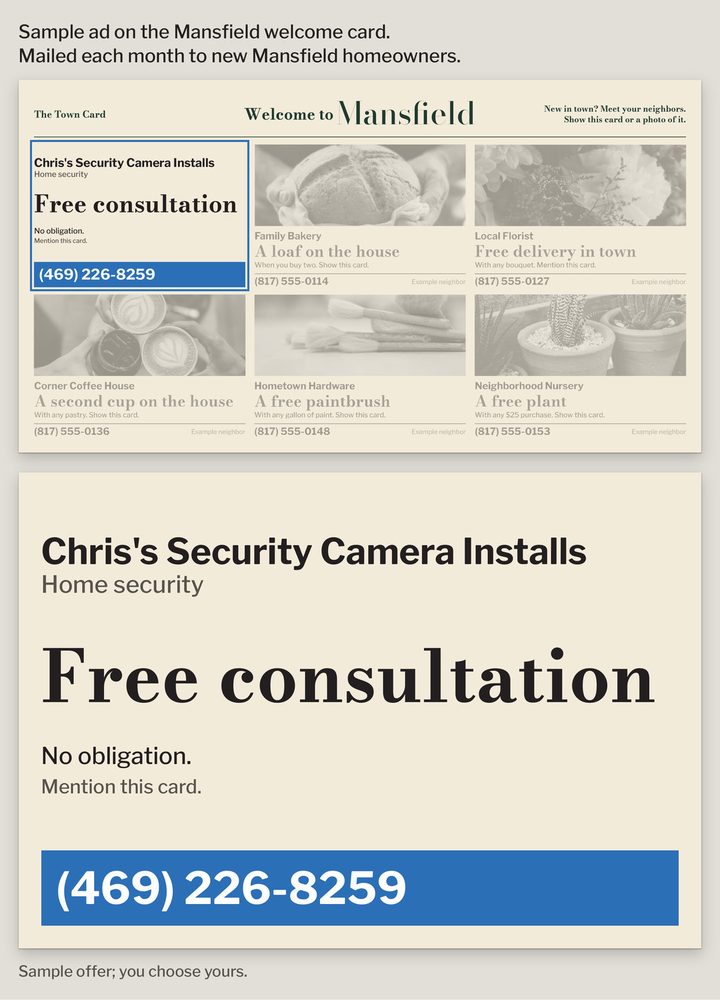 Sample ad on the Mansfield welcome card.
Mailed each month to new Mansfield homeowners.
The Town Card
Welcome to Mansfield
New in town? Meet your neighbors.
Show this card or a photo of it.
Chris's Security Camera Installs
Home security
Free consultation
No obligation.
Mention this card.
(469) 226-8259
Family Bakery
A loaf on the house
When you buy two. Show this card.
(817) 555-0114
Example neighbor
Local Florist
Free delivery in town
With any bouquet. Mention this card.
(817) 555-0127
Example neighbor
Corner Coffee House
A second cup on the house
With any pastry. Show this card.
(817) 555-0136
Example neighbor
Hometown Hardware
A free paintbrush
With any gallon of paint. Show this card.
(817) 555-0148
Example neighbor
Neighborhood Nursery
A free plant
With any $25 purchase. Show this card.
(817) 555-0153
Example neighbor
Chris's Security Camera Installs
Home security
Free consultation
No obligation.
Mention this card.
(469) 226-8259
Sample offer; you choose yours.